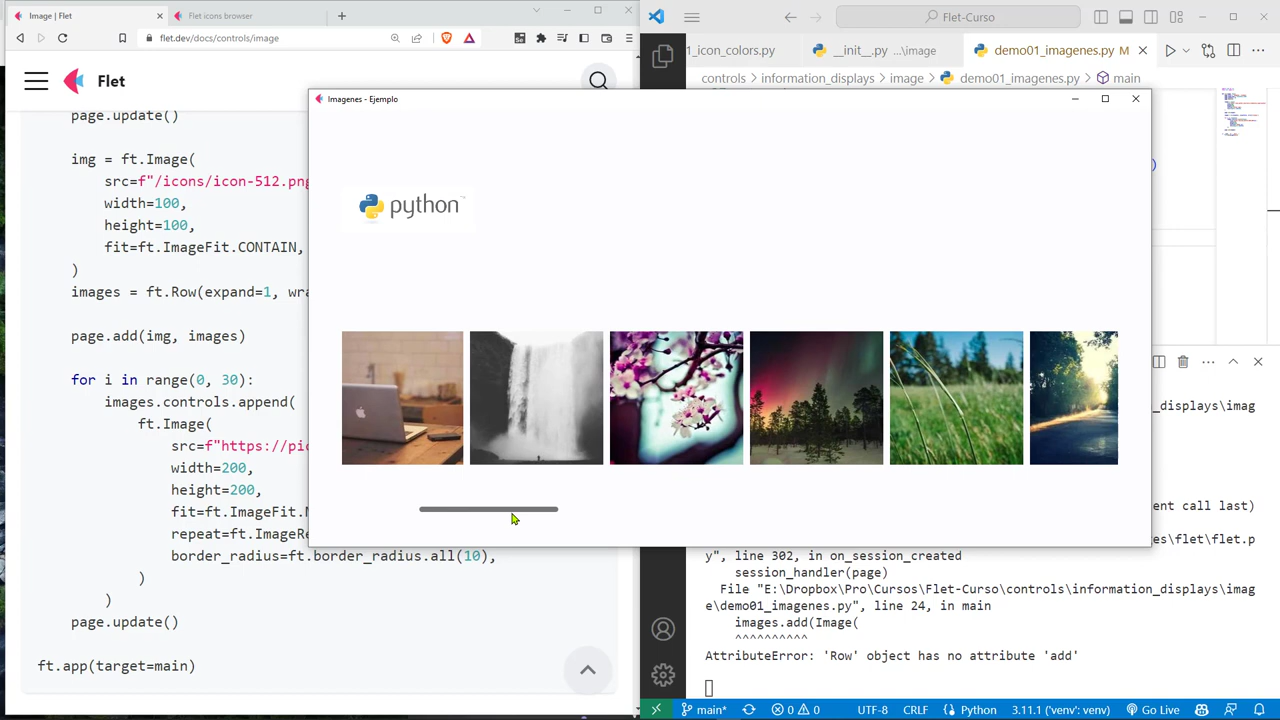 Image | Flet
Flet icons browser
flet.dev/docs/controls/image
Flet
page.update()
img = ft.Image(
src=f"/icons/icon-512.png
width=100,
height=100,
fit=ft.ImageFit.CONTAIN,
)
images = ft.Row(expand=1, wra
page.add(img, images)
for i in range(0, 30):
images.controls.append(
ft.Image(
src=f"https://pic
width=200,
height=200,
fit=ft.ImageFit.N
repeat=ft.ImageRe
border_radius=ft.border_radius.all(10),
)
)
page.update()
ft.app(target=main)
Imagenes - Ejemplo
python
Flet-Curso
1_icon_colors.py
__init__.py ...\image
demo01_imagenes.py M
controls > information_displays > image > demo01_imagenes.py > main
)
_displays\imag
ent call last)
es\flet\flet.p
y", line 302, in on_session_created
session_handler(page)
File "E:\Dropbox\Pro\Cursos\Flet-Curso\controls\information_displays\imag
e\demo01_imagenes.py", line 24, in main
images.add(Image(
^^^^^^^^^^
AttributeError: 'Row' object has no attribute 'add'
main* 0 0 UTF-8 CRLF Python 3.11.1 ('venv': venv) Go Live